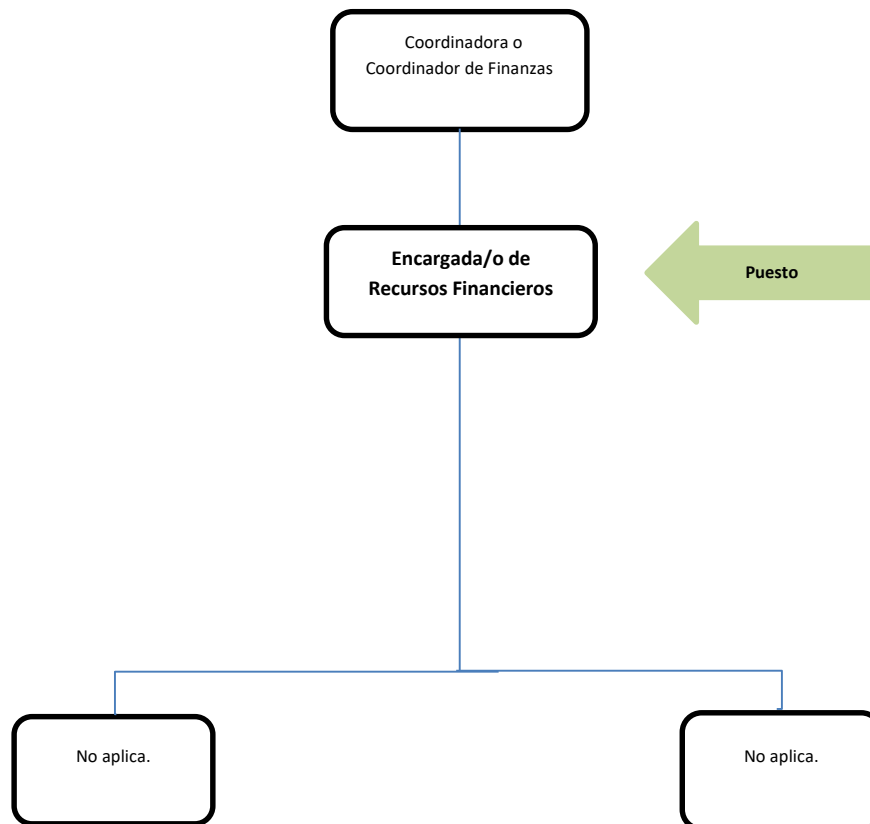 Coordinadora o
Coordinador de Finanzas
Encargada/o de
Recursos Financieros
Puesto
No aplica.
No aplica.